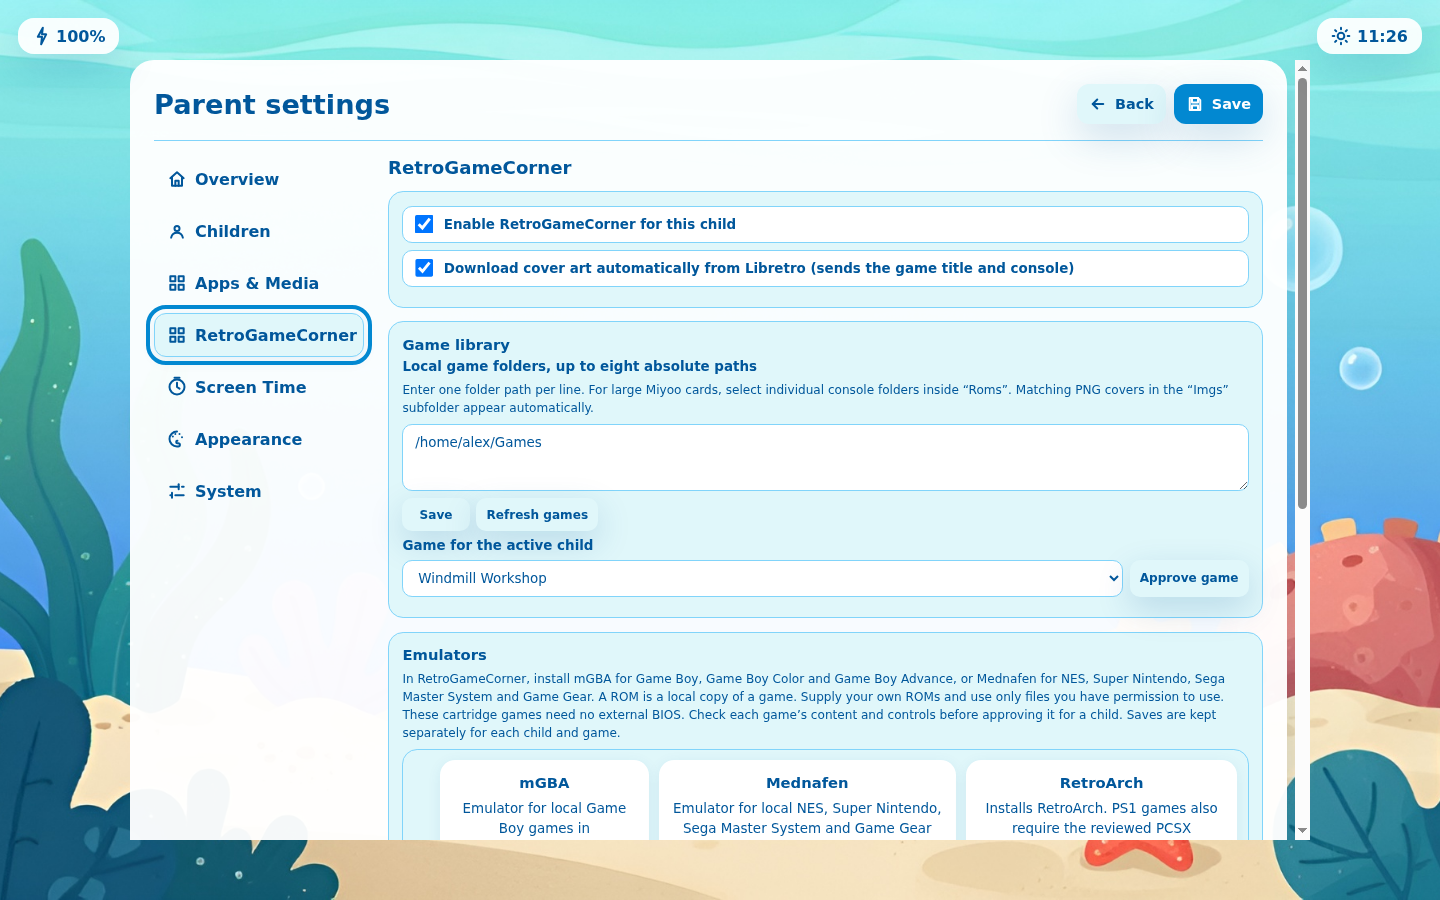 100%
11:26
Parent settings
Back
Save
Overview
Children
Apps & Media
RetroGameCorner
Screen Time
Appearance
System
RetroGameCorner
Enable RetroGameCorner for this child
Download cover art automatically from Libretro (sends the game title and console)
Game library
Local game folders, up to eight absolute paths
Enter one folder path per line. For large Miyoo cards, select individual console folders inside “Roms”. Matching PNG covers in the “Imgs”
subfolder appear automatically.
/home/alex/Games
Save
Refresh games
Game for the active child
Windmill Workshop
Approve game
Emulators
In RetroGameCorner, install mGBA for Game Boy, Game Boy Color and Game Boy Advance, or Mednafen for NES, Super Nintendo, Sega
Master System and Game Gear. A ROM is a local copy of a game. Supply your own ROMs and use only files you have permission to use.
These cartridge games need no external BIOS. Check each game’s content and controls before approving it for a child. Saves are kept
separately for each child and game.
mGBA
Emulator for local Game
Boy games in
Mednafen
Emulator for local NES, Super Nintendo,
Sega Master System and Game Gear
RetroArch
Installs RetroArch. PS1 games also
require the reviewed PCSX